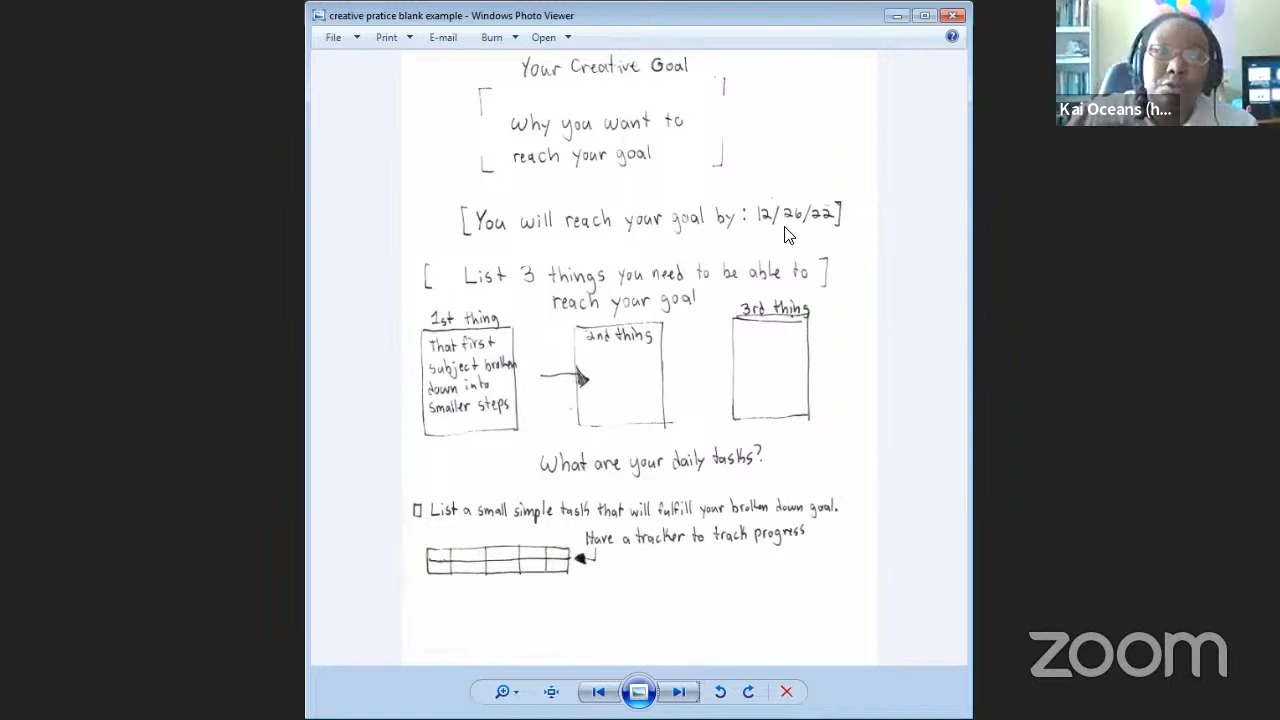 creative pratice blank example - Windows Photo Viewer
File Print E-mail Burn Open
Your Creative Goal
Why you want to
reach your goal
[You will reach your goal by: 12/26/22]
[ List 3 things you need to be able to ]
reach your goal
1st thing
That first
subject broken
down into
smaller steps
2nd thing
3rd thing
What are your daily tasks?
List a small simple task that will fulfill your broken down goal.
Have a tracker to track progress
Kai Oceans (h...
zoom